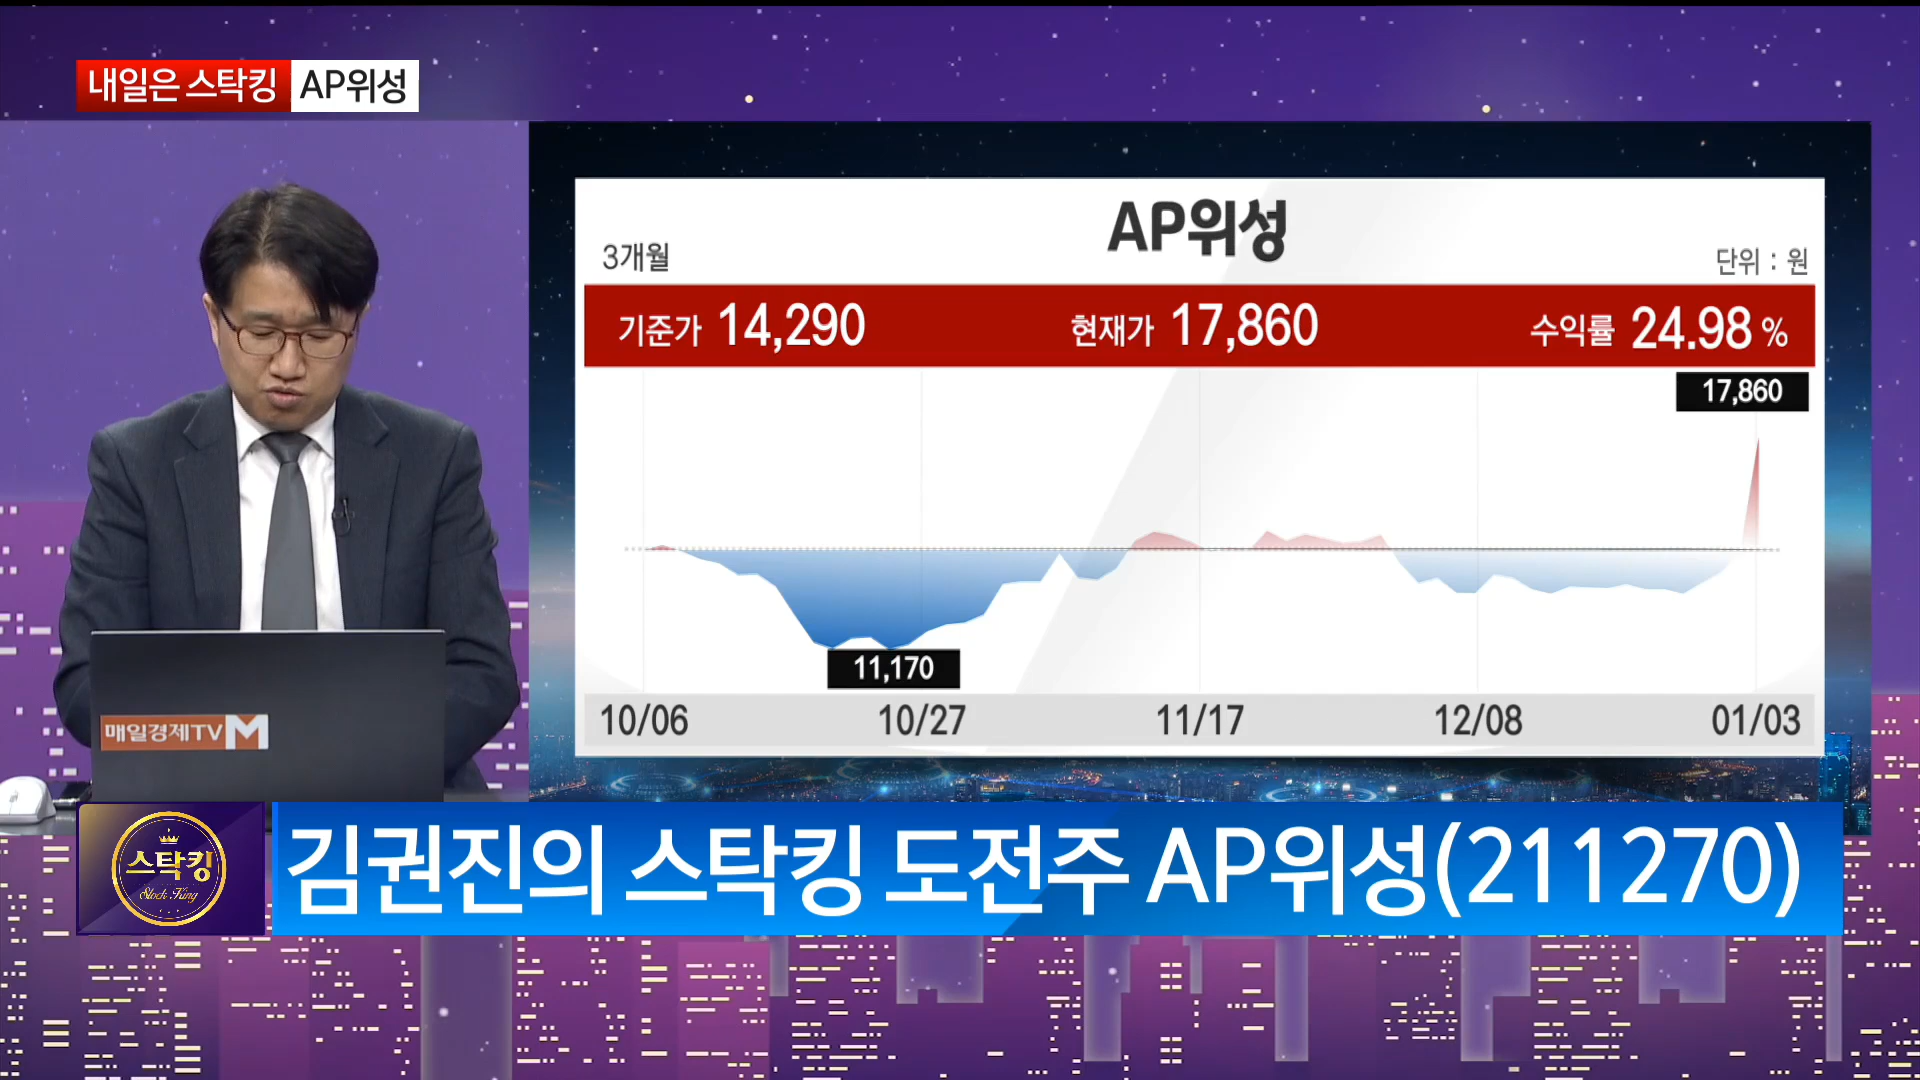 내일은 스탁킹 AP위성
AP위성
3개월
단위 : 원
기준가 14,290 현재가 17,860 수익률 24.98 %
17,860
11,170
10/06 10/27 11/17 12/08 01/03
매일경제TV M
스탁킹
Stock King
김권진의 스탁킹 도전주 AP위성(211270)